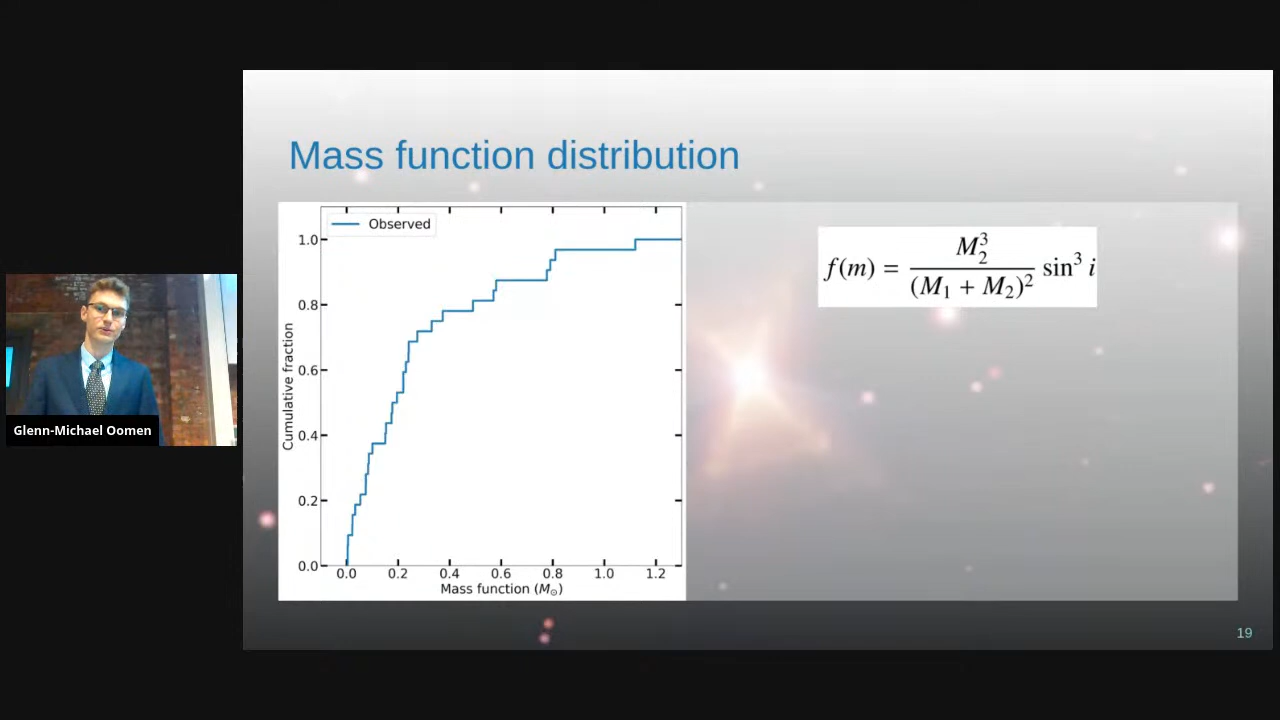 Mass function distribution
Observed
1.0
0.8
0.6
0.4
0.2
0.0
Cumulative fraction
0.0 0.2 0.4 0.6 0.8 1.0 1.2
Mass function (M☉)
f(m) = M₂³ / (M₁ + M₂)² sin³ i
Glenn-Michael Oomen
19